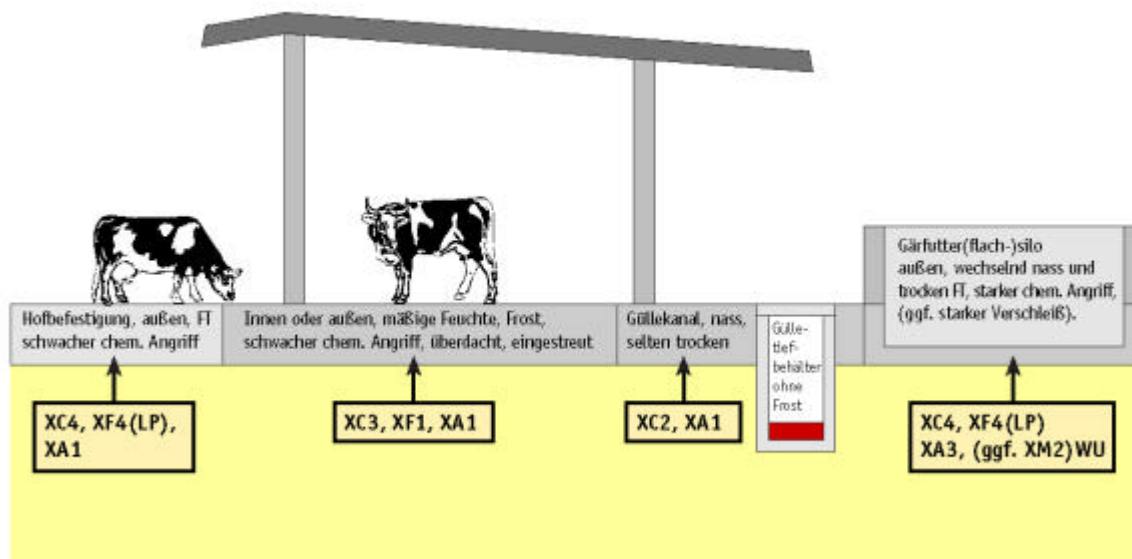 Hofbefestigung, außen, FT
schwacher chem. Angriff
Innen oder außen, mäßige Feuchte, Frost,
schwacher chem. Angriff, überdacht, eingestreut
Güllekanal, nass,
selten trocken
Gülle-
tief-
behälter
ohne
Frost
Gärfutter(flach-)silo
außen, wechselnd nass und
trocken FT, starker chem. Angriff,
(ggf. starker Verschleiß).
XC4, XF4(LP),
XA1
XC3, XF1, XA1
XC2, XA1
XC4, XF4(LP)
XA3, (ggf. XM2)WU